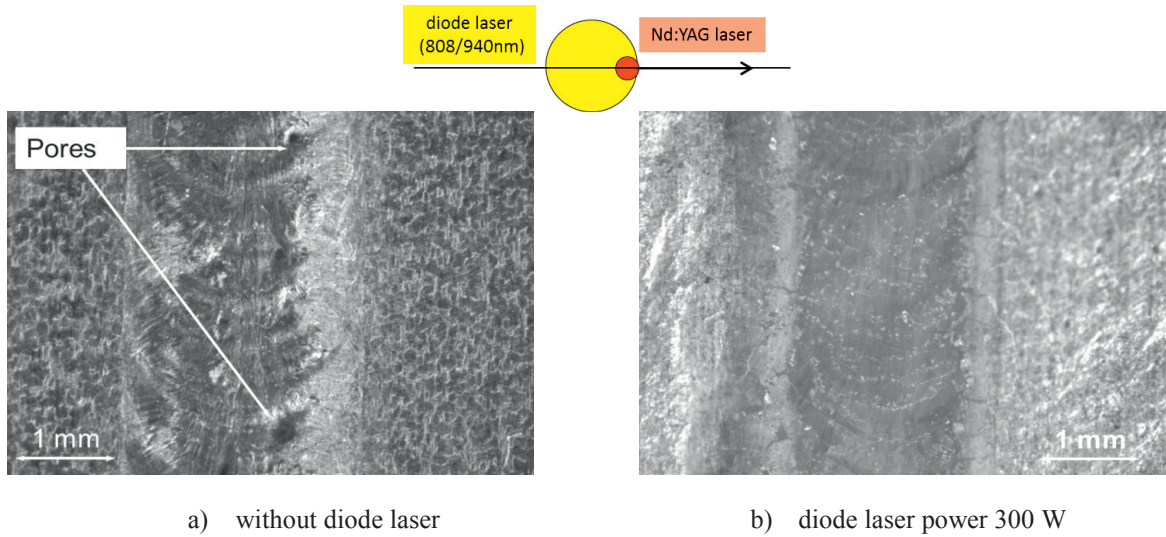 diode laser
(808/940nm)
Nd:YAG laser
Pores
1 mm
1 mm
a) without diode laser
b) diode laser power 300 W